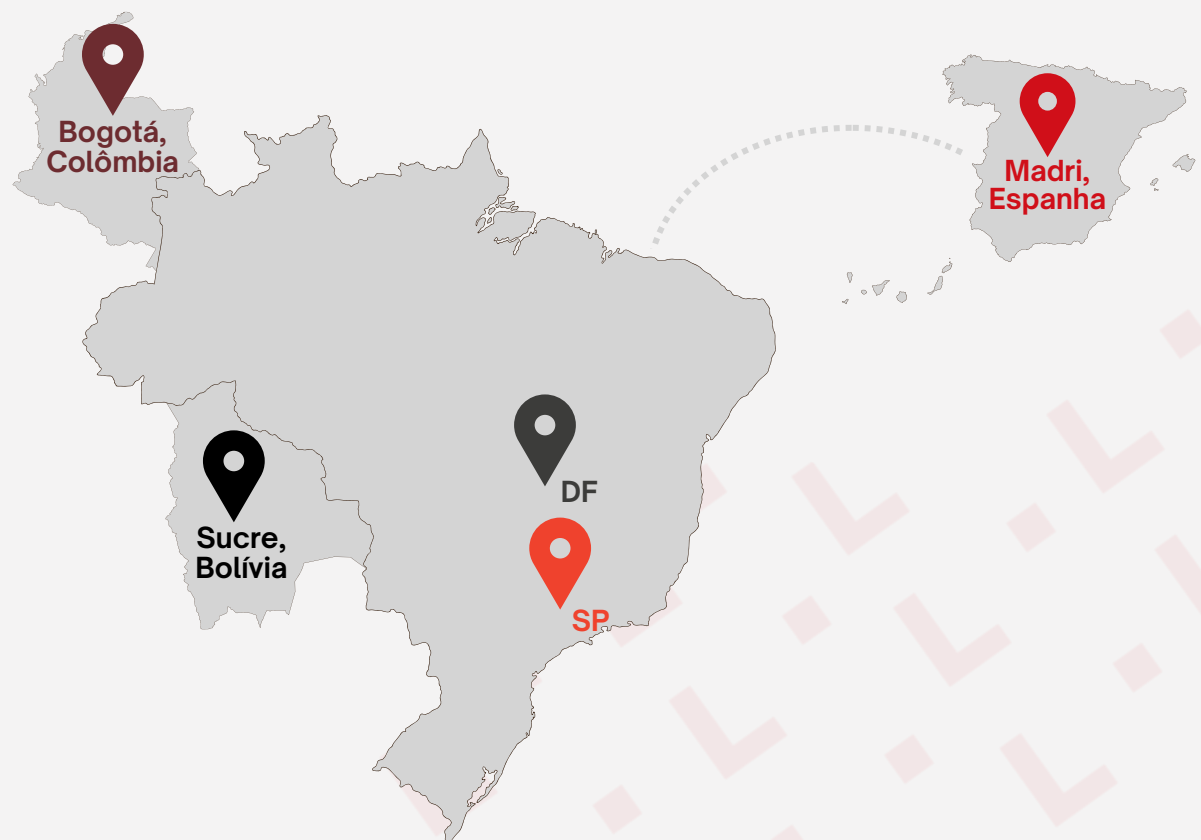 Bogotá,
Colômbia
Madri,
Espanha
DF
Sucre,
Bolívia
SP